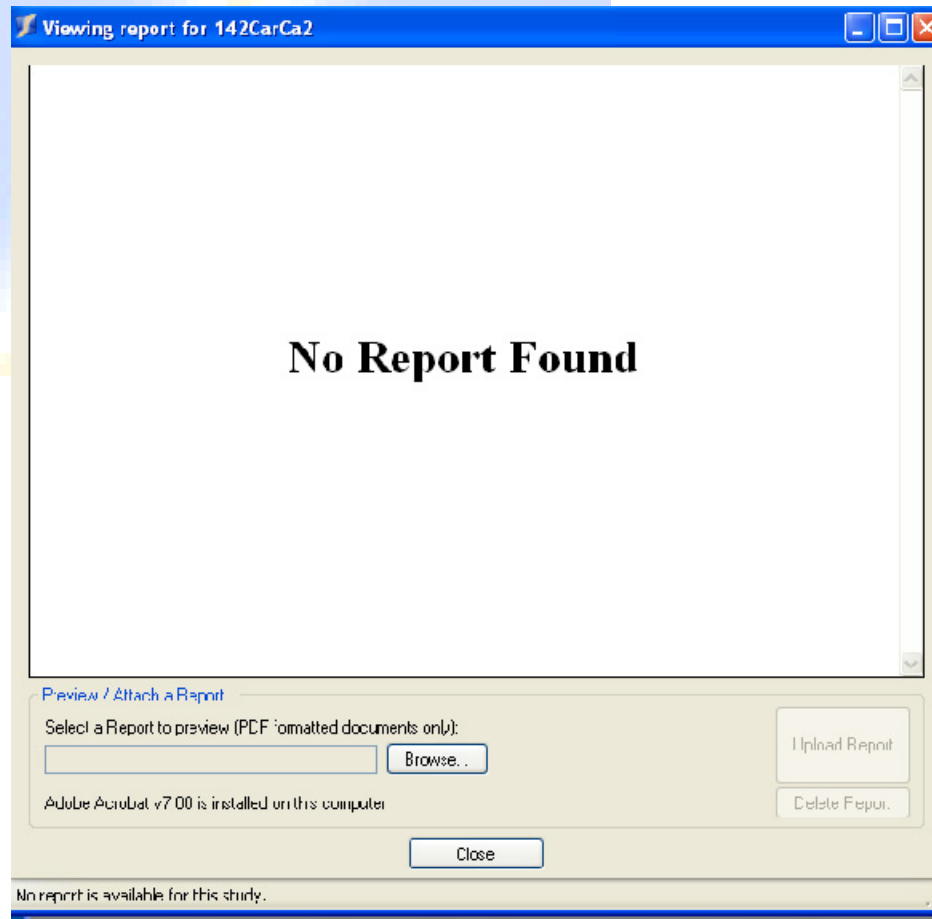 Viewing report for 142CarCa2
No Report Found
Preview / Attach a Report
Select a Report to preview (PDF formatted documents only):
Browse..
Upload Report
Adobe Acrobat v7.00 is installed on this computer
Delete Report
Close
No report is available for this study.